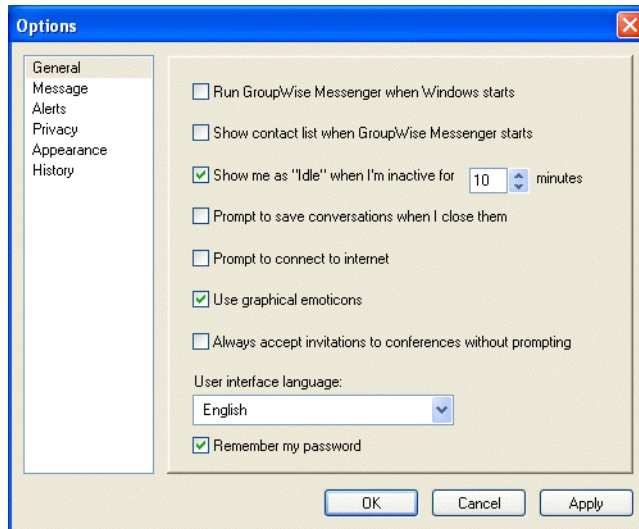 Options
General
Message
Alerts
Privacy
Appearance
History
Run GroupWise Messenger when Windows starts
Show contact list when GroupWise Messenger starts
Show me as "Idle" when I'm inactive for 10 minutes
Prompt to save conversations when I close them
Prompt to connect to internet
Use graphical emoticons
Always accept invitations to conferences without prompting
User interface language:
English
Remember my password
OK Cancel Apply